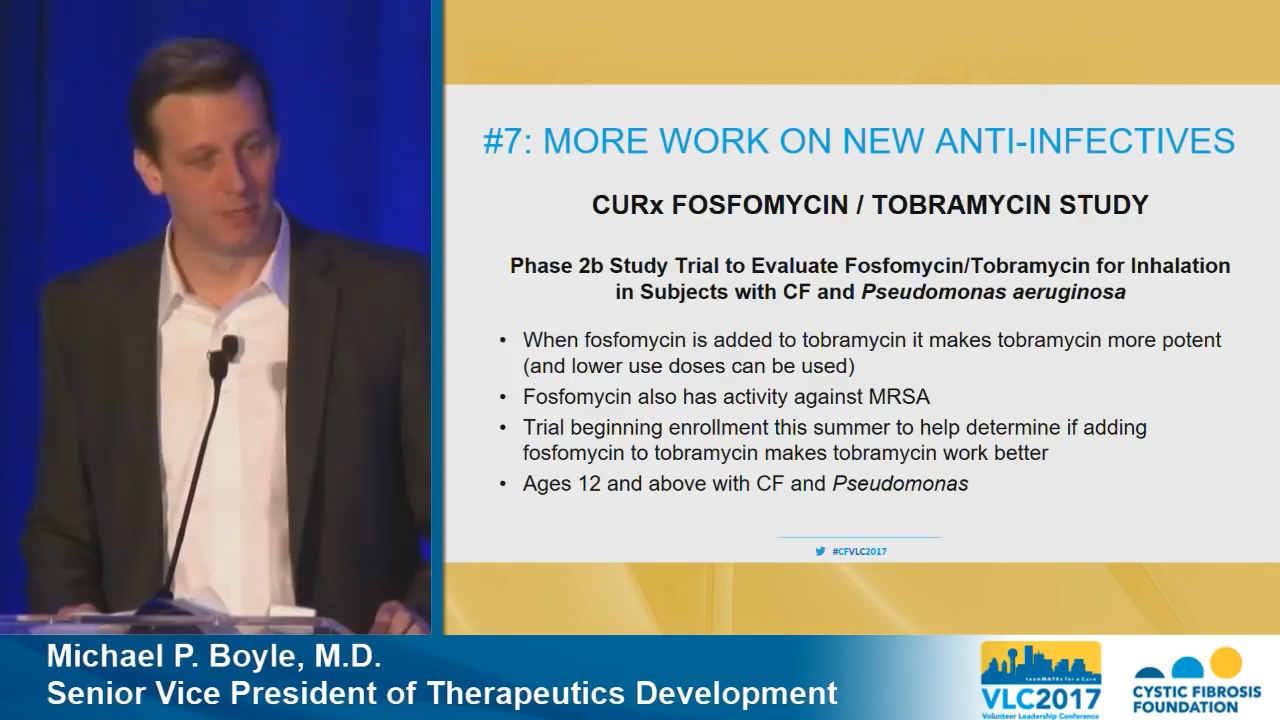 #7: MORE WORK ON NEW ANTI-INFECTIVES
CURx FOSFOMYCIN / TOBRAMYCIN STUDY
Phase 2b Study Trial to Evaluate Fosfomycin/Tobramycin for Inhalation
in Subjects with CF and Pseudomonas aeruginosa
• When fosfomycin is added to tobramycin it makes tobramycin more potent
(and lower use doses can be used)
• Fosfomycin also has activity against MRSA
• Trial beginning enrollment this summer to help determine if adding
fosfomycin to tobramycin makes tobramycin work better
• Ages 12 and above with CF and Pseudomonas
#CFVLC2017
Michael P. Boyle, M.D.
Senior Vice President of Therapeutics Development
teamMATEs For a Cure
VLC2017
Volunteer Leadership Conference
CYSTIC FIBROSIS
FOUNDATION